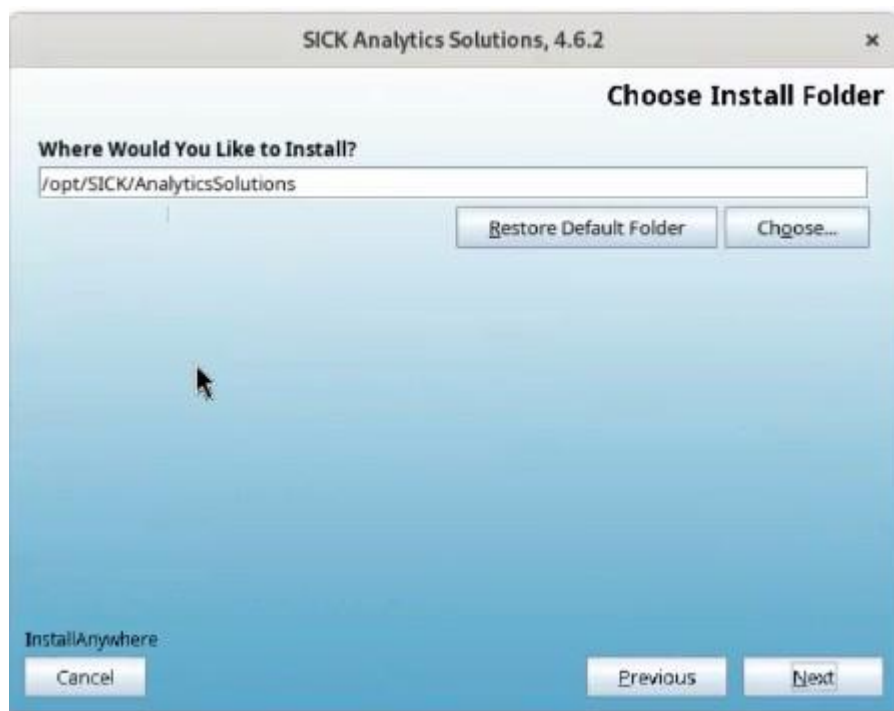 SICK Analytics Solutions, 4.6.2
Choose Install Folder
Where Would You Like to Install?
/opt/SICK/AnalyticsSolutions
Restore Default Folder
Choose...
InstallAnywhere
Cancel
Previous
Next